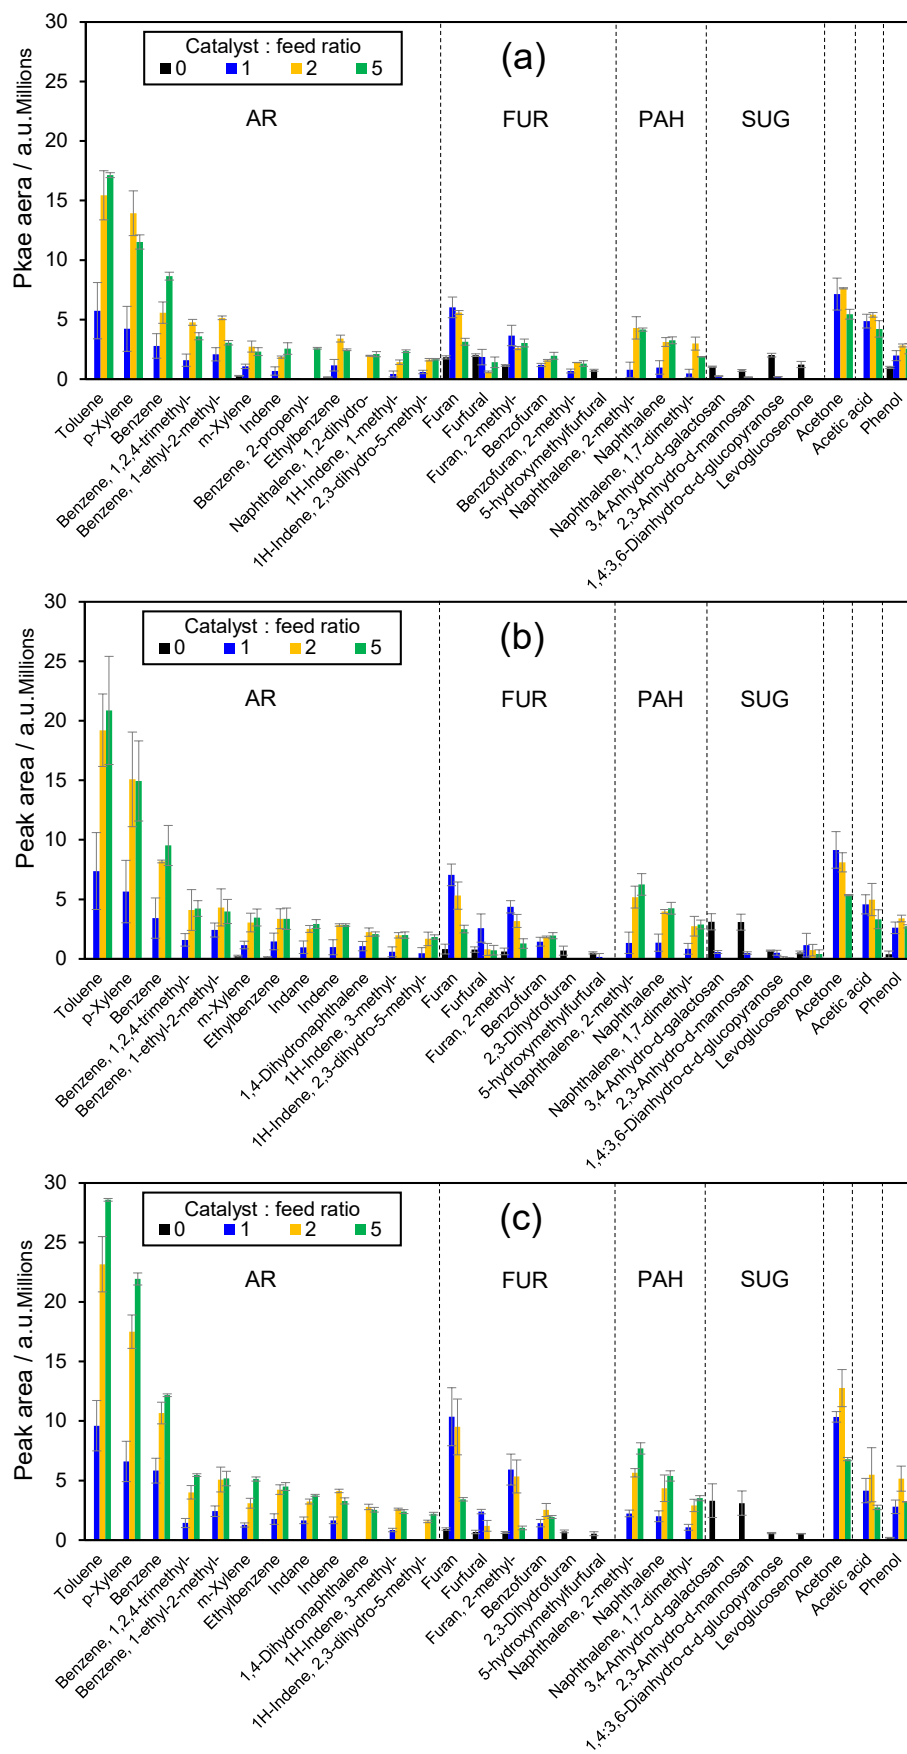 30
25
20
15
10
5
0
Pkae aera / a.u.Millions
Catalyst : feed ratio
0 1 2 5
(a)
AR FUR PAH SUG
Toluene
p-Xylene
Benzene
Benzene, 1,2,4-trimethyl-
Benzene, 1-ethyl-2-methyl-
m-Xylene
Indene
Benzene, 2-propenyl-
Ethylbenzene
Naphthalene, 1,2-dihydro-
1H-Indene, 1-methyl-
1H-Indene, 2,3-dihydro-5-methyl-
Furan
Furfural
Furan, 2-methyl-
Benzofuran
Benzofuran, 2-methyl-
5-hydroxymethylfurfural
Naphthalene, 2-methyl-
Naphthalene
Naphthalene, 1,7-dimethyl-
3,4-Anhydro-d-galactosan
2,3-Anhydro-d-mannosan
1,4:3,6-Dianhydro-α-d-glucopyranose
Levoglucosenone
Acetone
Acetic acid
Phenol
30
25
20
15
10
5
0
Peak area / a.u.Millions
Catalyst : feed ratio
0 1 2 5
(b)
AR FUR PAH SUG
Toluene
p-Xylene
Benzene
Benzene, 1,2,4-trimethyl-
Benzene, 1-ethyl-2-methyl-
m-Xylene
Ethylbenzene
Indane
Indene
1,4-Dihydronaphthalene
1H-Indene, 3-methyl-
1H-Indene, 2,3-dihydro-5-methyl-
Furan
Furfural
Furan, 2-methyl-
Benzofuran
2,3-Dihydrofuran
5-hydroxymethylfurfural
Naphthalene, 2-methyl-
Naphthalene
Naphthalene, 1,7-dimethyl-
3,4-Anhydro-d-galactosan
2,3-Anhydro-d-mannosan
1,4:3,6-Dianhydro-α-d-glucopyranose
Levoglucosenone
Acetone
Acetic acid
Phenol
30
25
20
15
10
5
0
Peak area / a.u.Millions
Catalyst : feed ratio
0 1 2 5
(c)
AR FUR PAH SUG
Toluene
p-Xylene
Benzene
Benzene, 1,2,4-trimethyl-
Benzene, 1-ethyl-2-methyl-
m-Xylene
Ethylbenzene
Indane
Indene
1,4-Dihydronaphthalene
1H-Indene, 3-methyl-
1H-Indene, 2,3-dihydro-5-methyl-
Furan
Furfural
Furan, 2-methyl-
Benzofuran
2,3-Dihydrofuran
5-hydroxymethylfurfural
Naphthalene, 2-methyl-
Naphthalene
Naphthalene, 1,7-dimethyl-
3,4-Anhydro-d-galactosan
2,3-Anhydro-d-mannosan
1,4:3,6-Dianhydro-α-d-glucopyranose
Levoglucosenone
Acetone
Acetic acid
Phenol